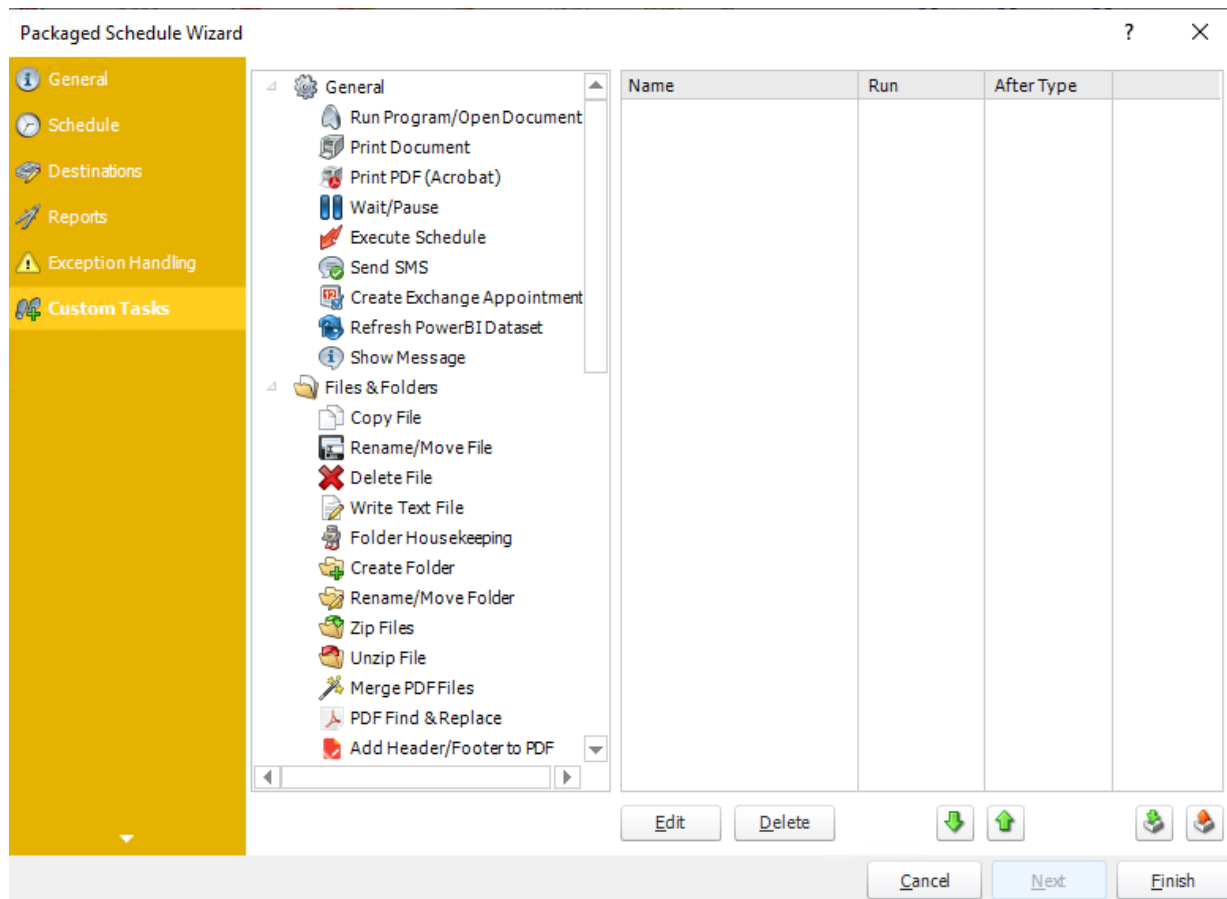 Packaged Schedule Wizard
?
General
Schedule
Destinations
Reports
Exception Handling
Custom Tasks
General
Run Program/Open Document
Print Document
Print PDF (Acrobat)
Wait/Pause
Execute Schedule
Send SMS
Create Exchange Appointment
Refresh PowerBI Dataset
Show Message
Files & Folders
Copy File
Rename/Move File
Delete File
Write Text File
Folder Housekeeping
Create Folder
Rename/Move Folder
Zip Files
Unzip File
Merge PDF Files
PDF Find & Replace
Add Header/Footer to PDF
Name Run After Type
Edit Delete
Cancel Next Finish